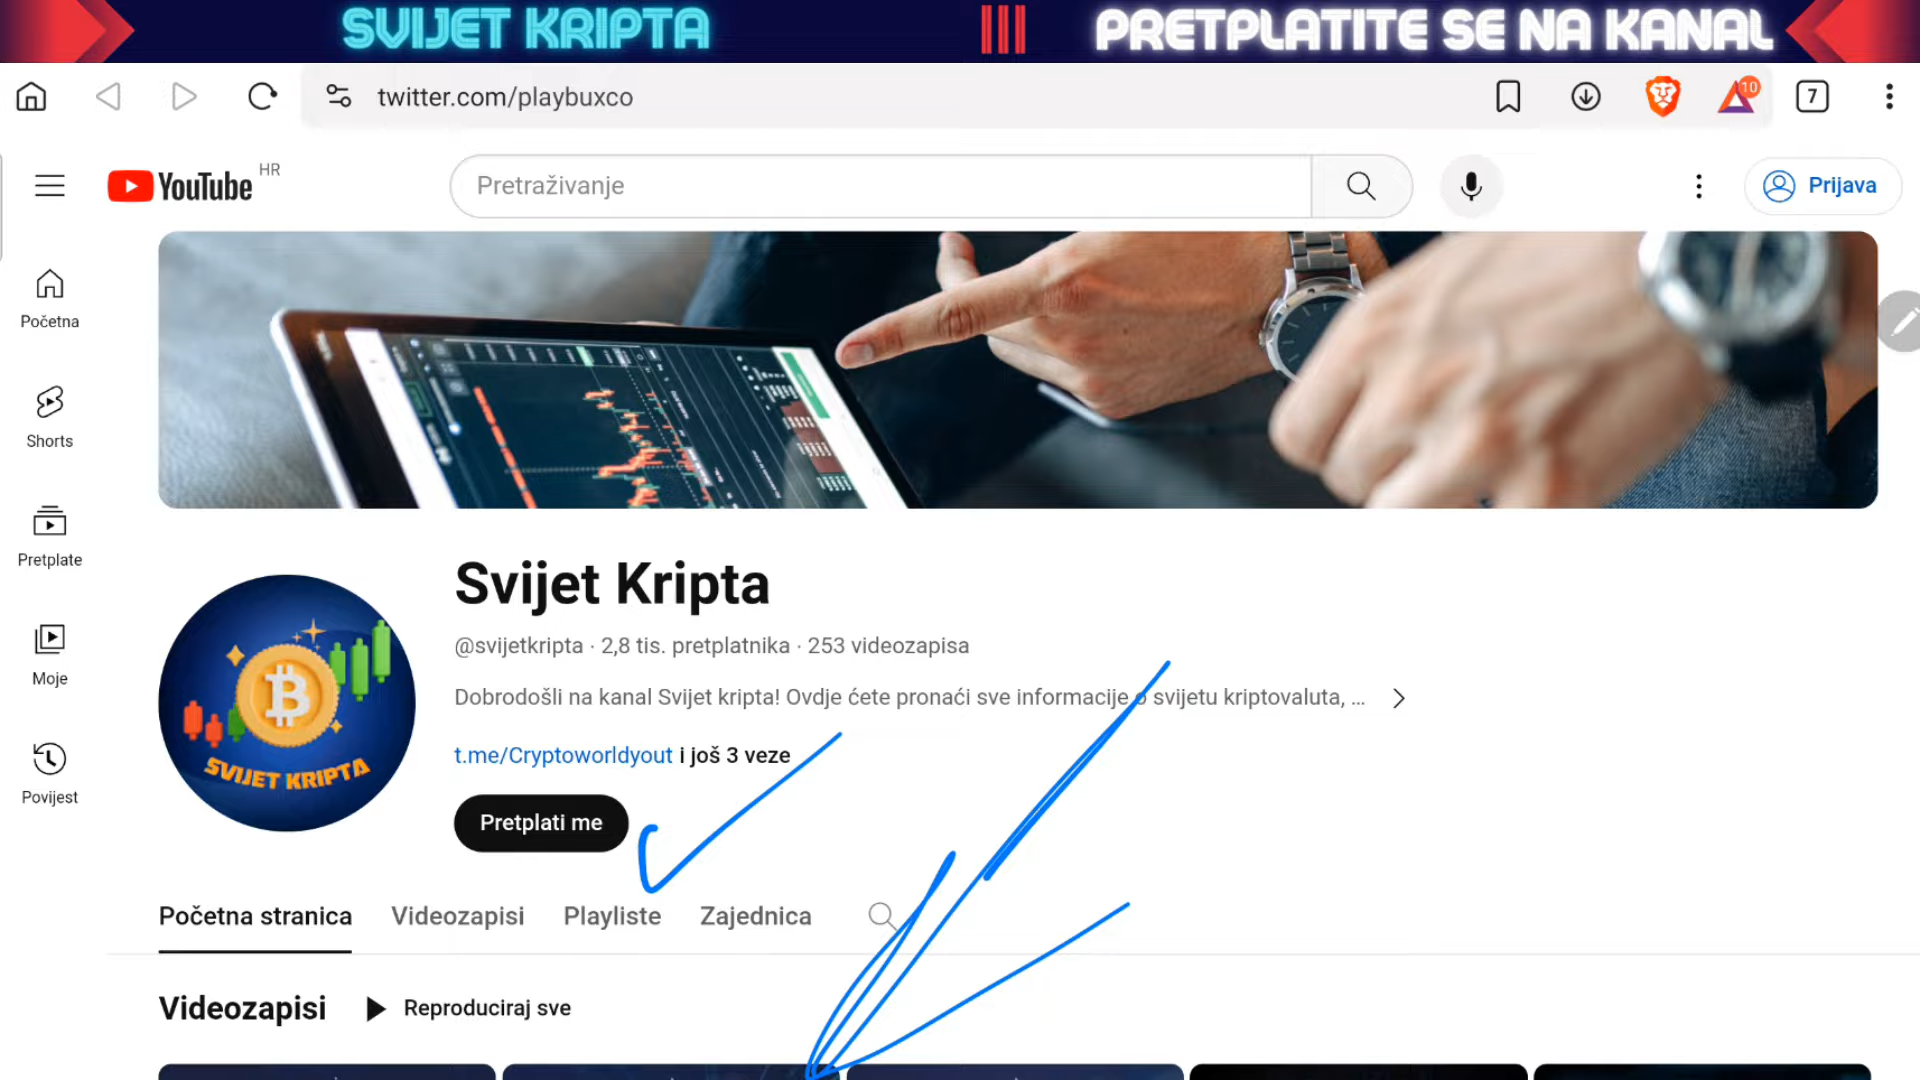 SVIJET KRIPTA
PRETPLATITE SE NA KANAL
twitter.com/playbuxco
10
7
YouTube HR
Pretraživanje
Prijava
Početna
Shorts
Pretplate
Moje
Povijest
SVIJET KRIPTA
Svijet Kripta
@svijetkripta · 2,8 tis. pretplatnika · 253 videozapisa
Dobrodošli na kanal Svijet kripta! Ovdje ćete pronaći sve informacije o svijetu kriptovaluta, ...
t.me/Cryptoworldyout i još 3 veze
Pretplati me
Početna stranica
Videozapisi
Playliste
Zajednica
Videozapisi
Reproduciraj sve